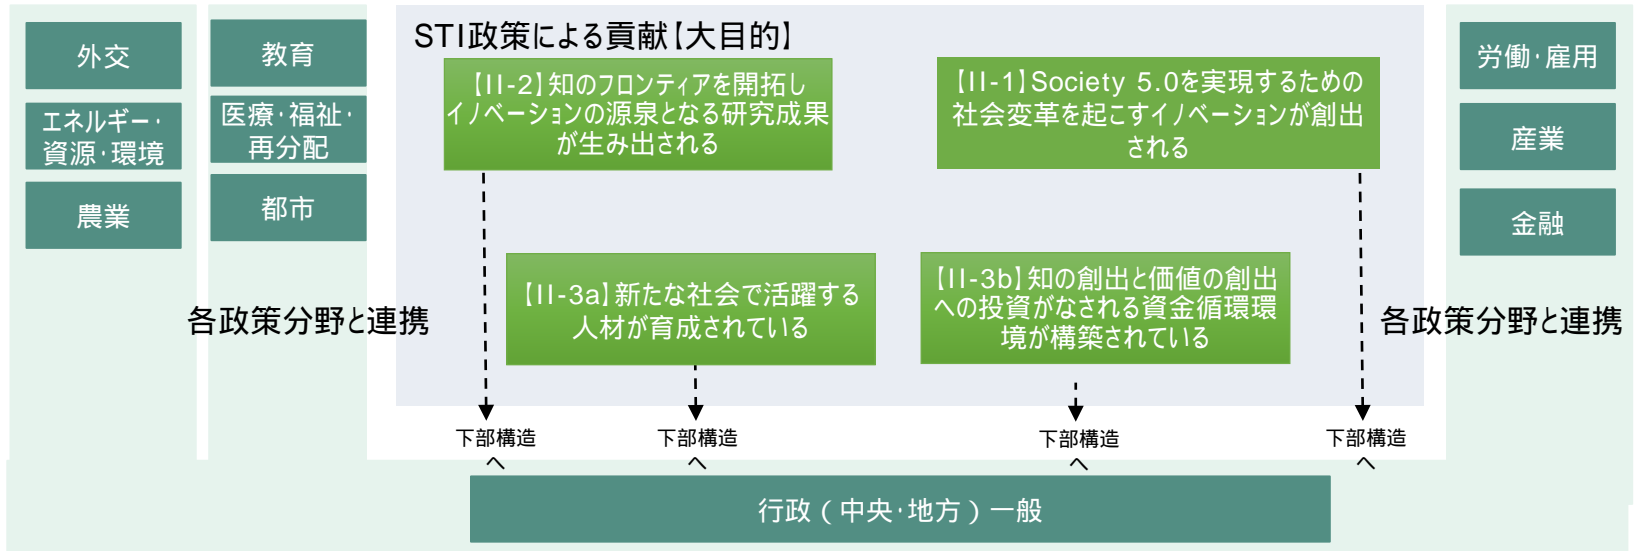 外交
エネルギー・
資源・環境
農業
教育
医療・福祉・
再分配
都市
STI政策による貢献【大目的】
【II-2】知のフロンティアを開拓し
イノベーションの源泉となる研究成果
が生み出される
【II-1】Society 5.0を実現するための
社会変革を起こすイノベーションが創出
される
【II-3a】新たな社会で活躍する
人材が育成されている
【II-3b】知の創出と価値の創出
への投資がなされる資金循環環
境が構築されている
労働・雇用
産業
金融
各政策分野と連携
各政策分野と連携
下部構造
へ
下部構造
へ
下部構造
へ
下部構造
へ
行政(中央・地方)一般